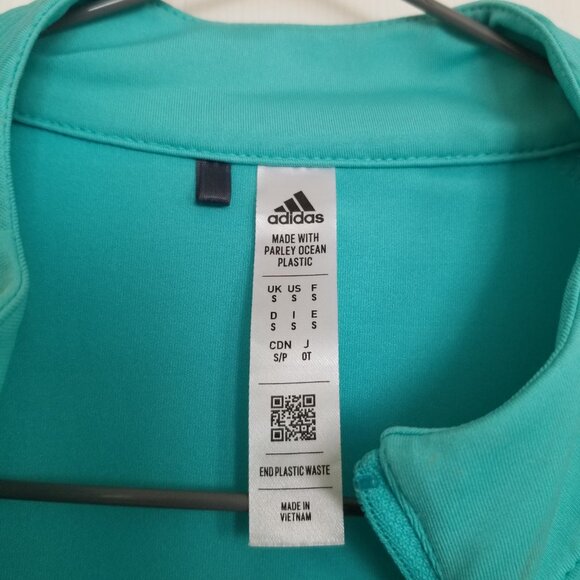 adidas
MADE WITH
PARLEY OCEAN
PLASTIC
UK US F
S S S
D I E
S S S
CDN J
S/P OT
END PLASTIC WASTE
MADE IN
VIETNAM